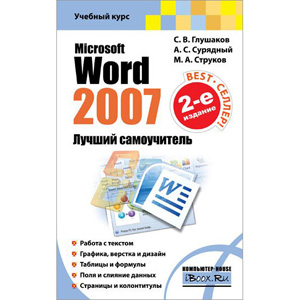 Учебный курс
С. В. Глушаков
А. С. Сурядный
М. А. Струков
Microsoft
Word
2007
BEST-СЕЛЛЕР!
2-е
издание
Лучший самоучитель
W
Работа с текстом
Графика, верстка и дизайн
Таблицы и формулы
Поля и слияние данных
Страницы и колонтитулы
КОМПЬЮТЕР-HOUSE
iBook.Ru